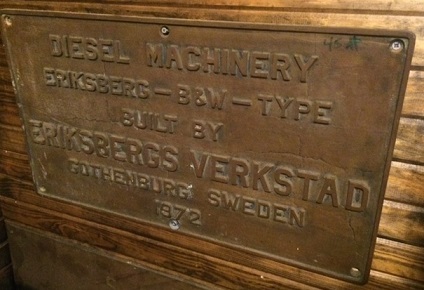 DIESEL MACHINERY
ERIKSBERG - B&W - TYPE
BUILT BY
ERIKSBERGS VERKSTAD
GOTHENBURG SWEDEN
1972